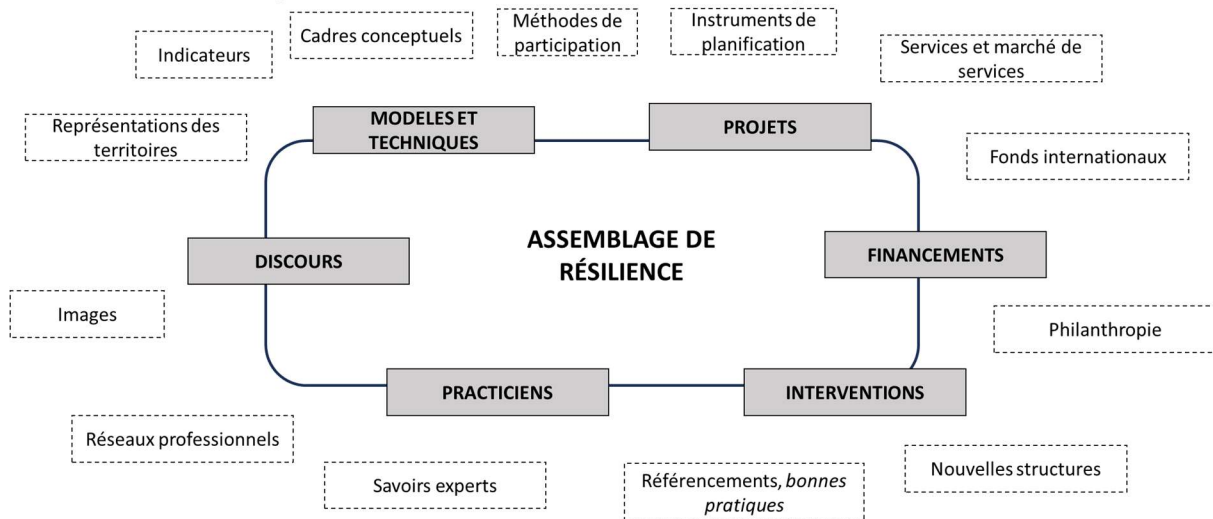 Méthodes de
participation
Instruments de
planification
Cadres conceptuels
Indicateurs
Services et marché de
services
Représentations des
territoires
MODELES ET
TECHNIQUES
PROJETS
Fonds internationaux
ASSEMBLAGE DE
RÉSILIENCE
DISCOURS
FINANCEMENTS
Images
Philanthropie
PRACTICIENS
INTERVENTIONS
Réseaux professionnels
Savoirs experts
Référencements, bonnes
pratiques
Nouvelles structures